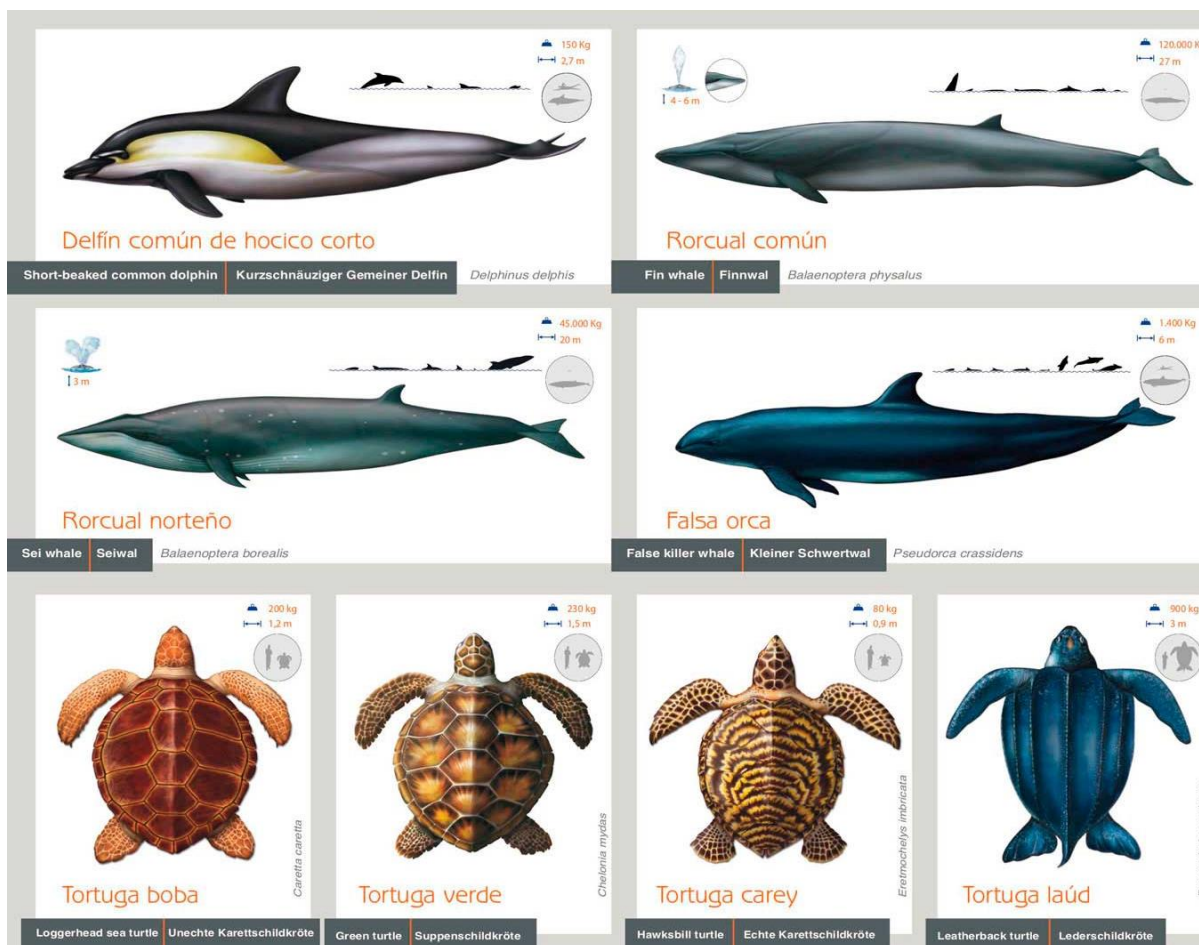 150 Kg
2,7 m
Delfín común de hocico corto
Short-beaked common dolphin Kurzschnäuziger Gemeiner Delfin Delphinus delphis
120.000 K
27 m
4 - 6 m
Rorcual común
Fin whale Finnwal Balaenoptera physalus
45.000 Kg
20 m
3 m
Rorcual norteño
Sei whale Seiwal Balaenoptera borealis
1.400 Kg
6 m
Falsa orca
False killer whale Kleiner Schwertwal Pseudorca crassidens
200 kg
1,2 m
Caretta caretta
Tortuga boba
Loggerhead sea turtle Unechte Karettschildkröte
230 kg
1,5 m
Chelonia mydas
Tortuga verde
Green turtle Suppenschildkröte
80 kg
0,9 m
Eretmochelys imbricata
Tortuga carey
Hawksbill turtle Echte Karettschildkröte
900 kg
3 m
Tortuga laúd
Leatherback turtle Lederschildkröte